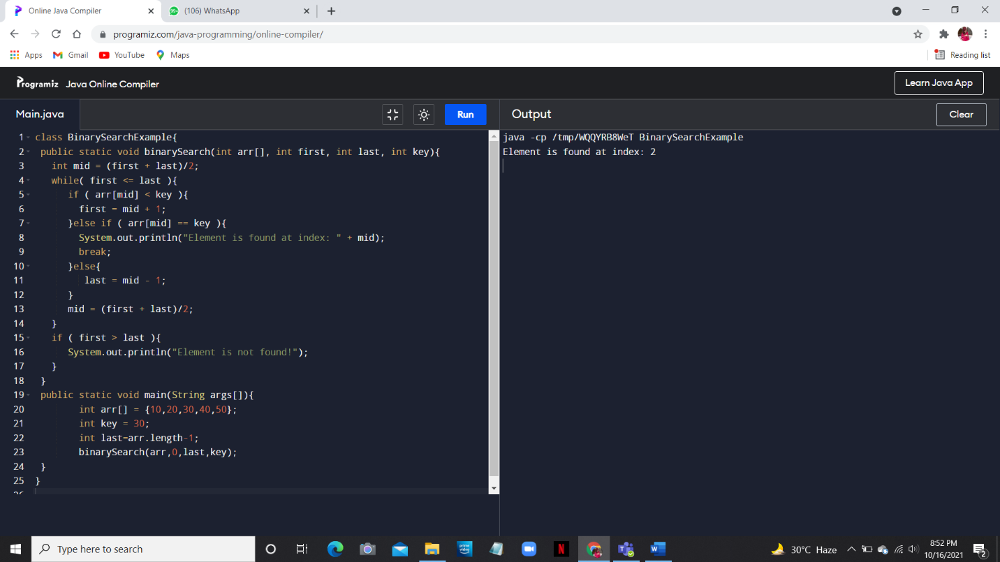 Online Java Compiler
99+ (106) WhatsApp
programiz.com/java-programming/online-compiler/
Apps Gmail YouTube Maps Reading list
Programiz Java Online Compiler Learn Java App
Main.java Run Output Clear
1 class BinarySearchExample{
2 public static void binarySearch(int arr[], int first, int last, int key){
3 int mid = (first + last)/2;
4 while( first <= last ){
5 if ( arr[mid] < key ){
6 first = mid + 1;
7 }else if ( arr[mid] == key ){
8 System.out.println("Element is found at index: " + mid);
9 break;
10 }else{
11 last = mid - 1;
12 }
13 mid = (first + last)/2;
14 }
15 if ( first > last ){
16 System.out.println("Element is not found!");
17 }
18 }
19 public static void main(String args[]){
20 int arr[] = {10,20,30,40,50};
21 int key = 30;
22 int last=arr.length-1;
23 binarySearch(arr,0,last,key);
24 }
25 }
26
java -cp /tmp/WQQYRB8WeT BinarySearchExample
Element is found at index: 2
Type here to search
prime video
N
W
30°C Haze
8:52 PM
10/16/2021
2